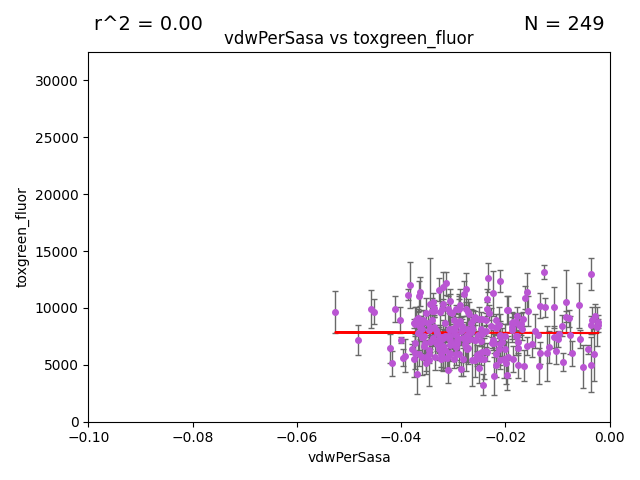 r^2 = 0.00
N = 249
vdwPerSasa vs toxgreen_fluor
30000
25000
20000
15000
10000
5000
0
toxgreen_fluor
−0.10
−0.08
−0.06
−0.04
−0.02
0.00
vdwPerSasa